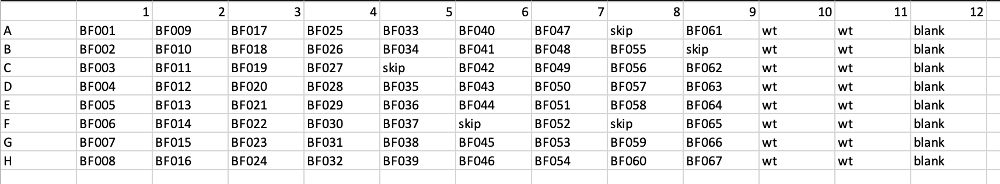 1 2 3 4 5 6 7 8 9 10 11 12
A BF001 BF009 BF017 BF025 BF033 BF040 BF047 skip BF061 wt wt blank
B BF002 BF010 BF018 BF026 BF034 BF041 BF048 BF055 skip wt wt blank
C BF003 BF011 BF019 BF027 skip BF042 BF049 BF056 BF062 wt wt blank
D BF004 BF012 BF020 BF028 BF035 BF043 BF050 BF057 BF063 wt wt blank
E BF005 BF013 BF021 BF029 BF036 BF044 BF051 BF058 BF064 wt wt blank
F BF006 BF014 BF022 BF030 BF037 skip BF052 skip BF065 wt wt blank
G BF007 BF015 BF023 BF031 BF038 BF045 BF053 BF059 BF066 wt wt blank
H BF008 BF016 BF024 BF032 BF039 BF046 BF054 BF060 BF067 wt wt blank